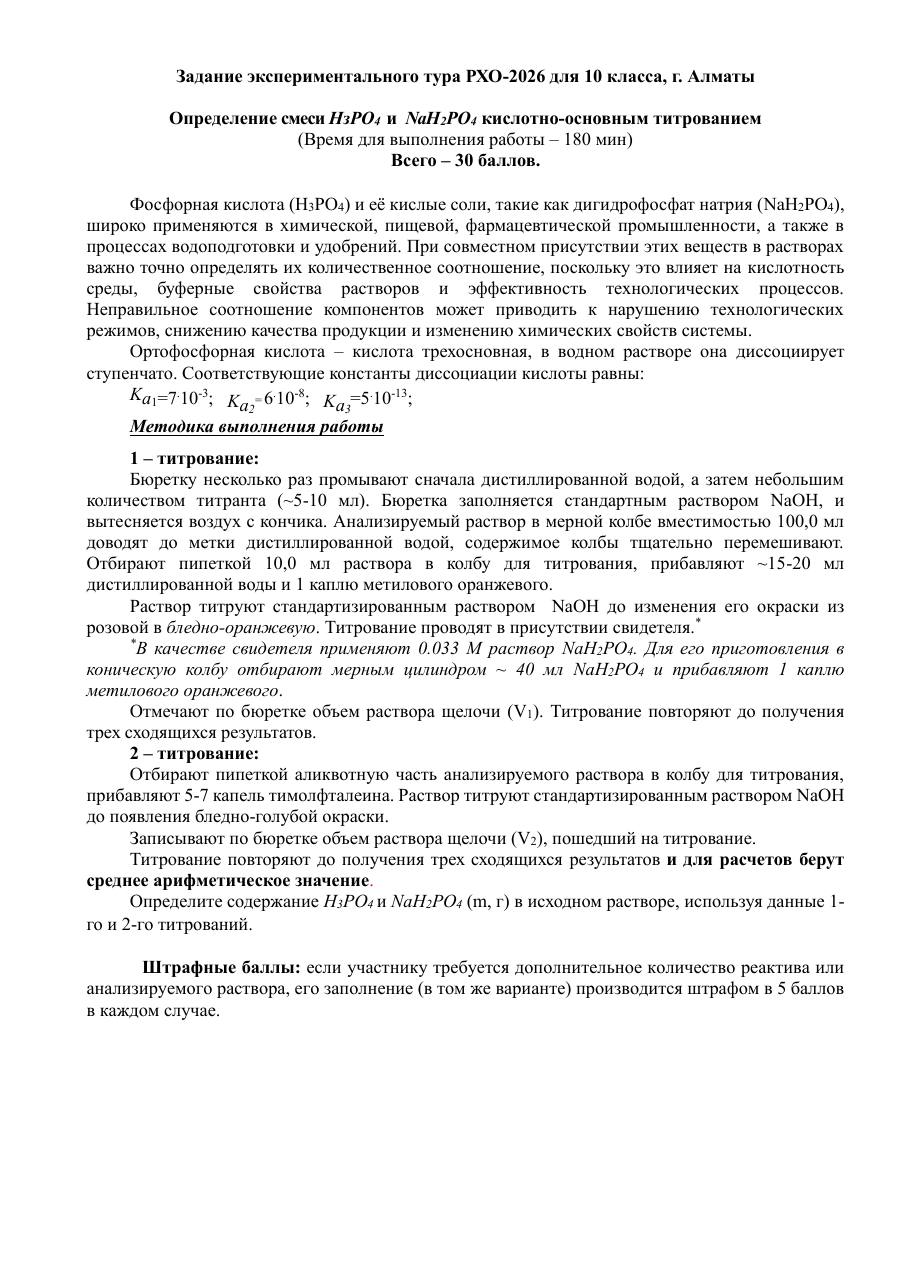 Задание экспериментального тура РХО-2026 для 10 класса, г. Алматы
Определение смеси НзРО4 и NaH2PO4 кислотно-основным титрованием
(Время для выполнения работы – 180 мин)
Всего – 30 баллов.
Фосфорная кислота (H3PO4) и её кислые соли, такие как дигидрофосфат натрия (NaH2PO4),
широко применяются в химической, пищевой, фармацевтической промышленности, а также в
процессах водоподготовки и удобрений. При совместном присутствии этих веществ в растворах
важно точно определять их количественное соотношение, поскольку это влияет на кислотность
среды, буферные свойства растворов и эффективность технологических процессов.
Неправильное соотношение компонентов может приводить к нарушению технологических
режимов, снижению качества продукции и изменению химических свойств системы.
Ортофосфорная кислота – кислота трехосновная, в водном растворе она диссоциирует
ступенчато. Соответствующие константы диссоциации кислоты равны:
Ka1=7·10-3; Ka2=6·10-8; Ka3=5·10-13;
Методика выполнения работы
1 – титрование:
Бюретку несколько раз промывают сначала дистиллированной водой, а затем небольшим
количеством титранта (~5-10 мл). Бюретка заполняется стандартным раствором NaOH, и
вытесняется воздух с кончика. Анализируемый раствор в мерной колбе вместимостью 100,0 мл
доводят до метки дистиллированной водой, содержимое колбы тщательно перемешивают.
Отбирают пипеткой 10,0 мл раствора в колбу для титрования, прибавляют ~15-20 мл
дистиллированной воды и 1 каплю метилового оранжевого.
Раствор титруют стандартизированным раствором NaOH до изменения его окраски из
розовой в бледно-оранжевую. Титрование проводят в присутствии свидетеля.*
*В качестве свидетеля применяют 0.033 М раствор NaH2PO4. Для его приготовления в
коническую колбу отбирают мерным цилиндром ~ 40 мл NaH2PO4 и прибавляют 1 каплю
метилового оранжевого.
Отмечают по бюретке объем раствора щелочи (V1). Титрование повторяют до получения
трех сходящихся результатов.
2 – титрование:
Отбирают пипеткой аликвотную часть анализируемого раствора в колбу для титрования,
прибавляют 5-7 капель тимолфталеина. Раствор титруют стандартизированным раствором NaOH
до появления бледно-голубой окраски.
Записывают по бюретке объем раствора щелочи (V2), пошедший на титрование.
Титрование повторяют до получения трех сходящихся результатов и для расчетов берут
среднее арифметическое значение.
Определите содержание H3PO4 и NaH2PO4 (m, г) в исходном растворе, используя данные 1-
го и 2-го титрований.
Штрафные баллы: если участнику требуется дополнительное количество реактива или
анализируемого раствора, его заполнение (в том же варианте) производится штрафом в 5 баллов
в каждом случае.